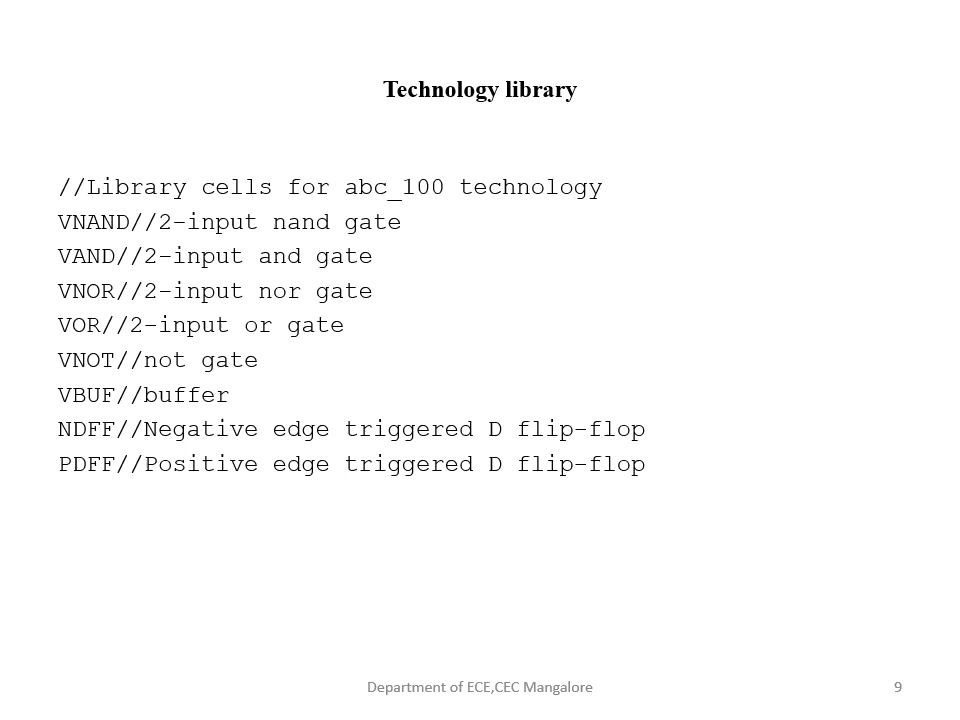 Technology library
//Library cells for abc_100 technology
VNAND//2-input nand gate
VAND//2-input and gate
VNOR//2-input nor gate
VOR//2-input or gate
VNOT//not gate
VBUF//buffer
NDFF//Negative edge triggered D flip-flop
PDFF//Positive edge triggered D flip-flop
Department of ECE,CEC Mangalore
9